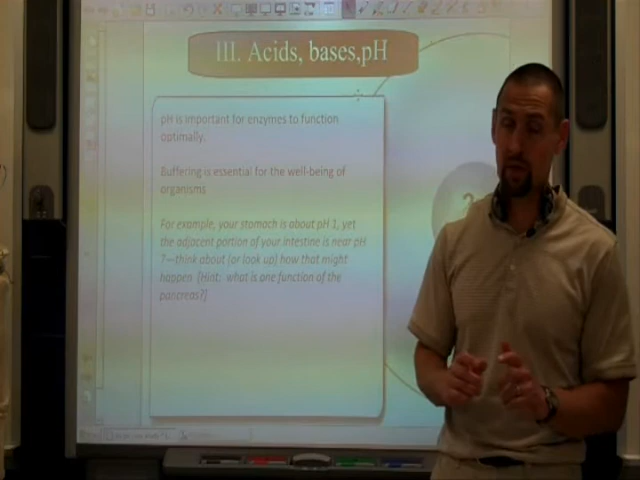 III. Acids, bases,pH
pH is important for enzymes to function
optimally.
Buffering is essential for the well-being of
organisms
For example, your stomach is about pH 1, yet
the adjacent portion of your intestine is near pH
7—think about (or look up) how that might
happen [Hint: what is one function of the
pancreas?]